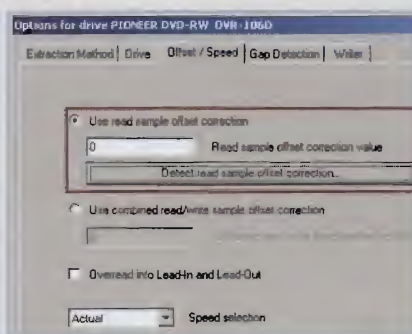 Options for drive PIONEER DVD-RW DVR-106D
Extraction Method Drive Offset / Speed Gap Detection Writer
Use read sample offset correction
0 Read sample offset correction value
Detect read sample offset correction...
Use combined read/write sample offset correction
Overread into Lead-In and Lead-Out
Actual Speed selection